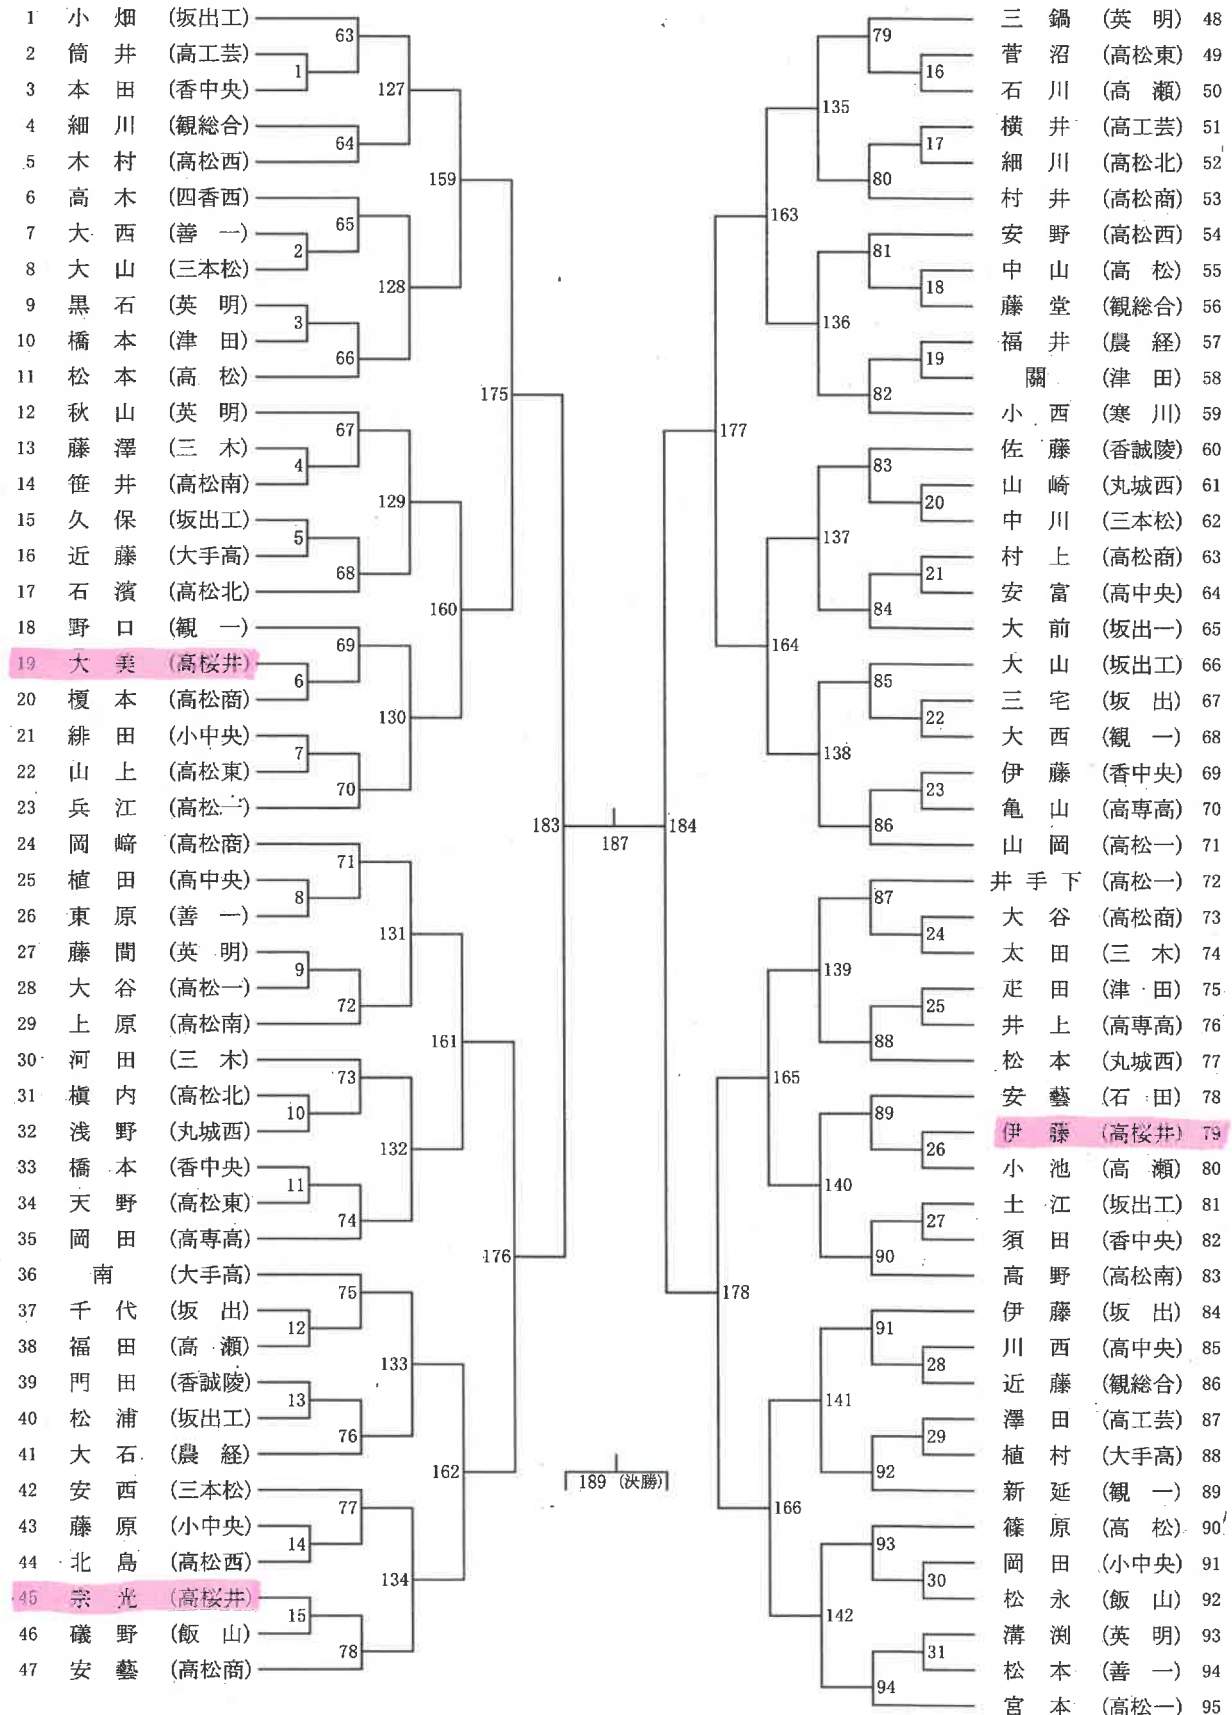 1 小畑 (坂出工)
2 筒井 (高工芸)
3 本田 (香中央)
4 細川 (観総合)
5 木村 (高松西)
6 高木 (四香西)
7 大西 (善一)
8 大山 (三本松)
9 黒石 (英明)
10 橋本 (津田)
11 松本 (高松)
12 秋山 (英明)
13 藤澤 (三木)
14 笹井 (高松南)
15 久保 (坂出工)
16 近藤 (大手高)
17 石濱 (高松北)
18 野口 (観一)
19 大美 (高桜井)
20 榎本 (高松商)
21 緋田 (小中央)
22 山上 (高松東)
23 兵江 (高松一)
24 岡﨑 (高松商)
25 植田 (高中央)
26 東原 (善一)
27 藤間 (英明)
28 大谷 (高松一)
29 上原 (高松南)
30 河田 (三木)
31 槇内 (高松北)
32 浅野 (丸城西)
33 橋本 (香中央)
34 天野 (高松東)
35 岡田 (高専高)
36 南 (大手高)
37 千代 (坂出)
38 福田 (高瀬)
39 門田 (香誠陵)
40 松浦 (坂出工)
41 大石 (農経)
42 安西 (三本松)
43 藤原 (小中央)
44 北島 (高松西)
45 宗光 (高桜井)
46 磯野 (飯山)
47 安藝 (高松商)
63
1
127
64
159
65
2
128
3
66
175
67
4
129
5
68
160
69
6
130
7
70
183
71
8
131
9
72
161
73
10
132
11
74
176
75
12
133
13
76
162
77
14
134
15
78
187
189 (決勝)
184
79
16
135
17
80
163
81
18
136
19
82
177
83
20
137
21
84
164
85
22
138
23
86
87
24
139
25
88
165
89
26
140
27
90
178
91
28
141
29
92
166
93
30
142
31
94
三鍋 (英明) 48
菅沼 (高松東) 49
石川 (高瀬) 50
横井 (高工芸) 51
細川 (高松北) 52
村井 (高松商) 53
安野 (高松西) 54
中山 (高松) 55
藤堂 (観総合) 56
福井 (農経) 57
關 (津田) 58
小西 (寒川) 59
佐藤 (香誠陵) 60
山崎 (丸城西) 61
中川 (三本松) 62
村上 (高松商) 63
安富 (高中央) 64
大前 (坂出一) 65
大山 (坂出工) 66
三宅 (坂出) 67
大西 (観一) 68
伊藤 (香中央) 69
亀山 (高専高) 70
山岡 (高松一) 71
井手下 (高松一) 72
大谷 (高松商) 73
太田 (三木) 74
疋田 (津田) 75
井上 (高専高) 76
松本 (丸城西) 77
安藝 (石田) 78
伊藤 (高桜井) 79
小池 (高瀬) 80
土江 (坂出工) 81
須田 (香中央) 82
高野 (高松南) 83
伊藤 (坂出) 84
川西 (高中央) 85
近藤 (観総合) 86
澤田 (高工芸) 87
植村 (大手高) 88
新延 (観一) 89
篠原 (高松) 90
岡田 (小中央) 91
松永 (飯山) 92
溝渕 (英明) 93
松本 (善一) 94
宮本 (高松一) 95